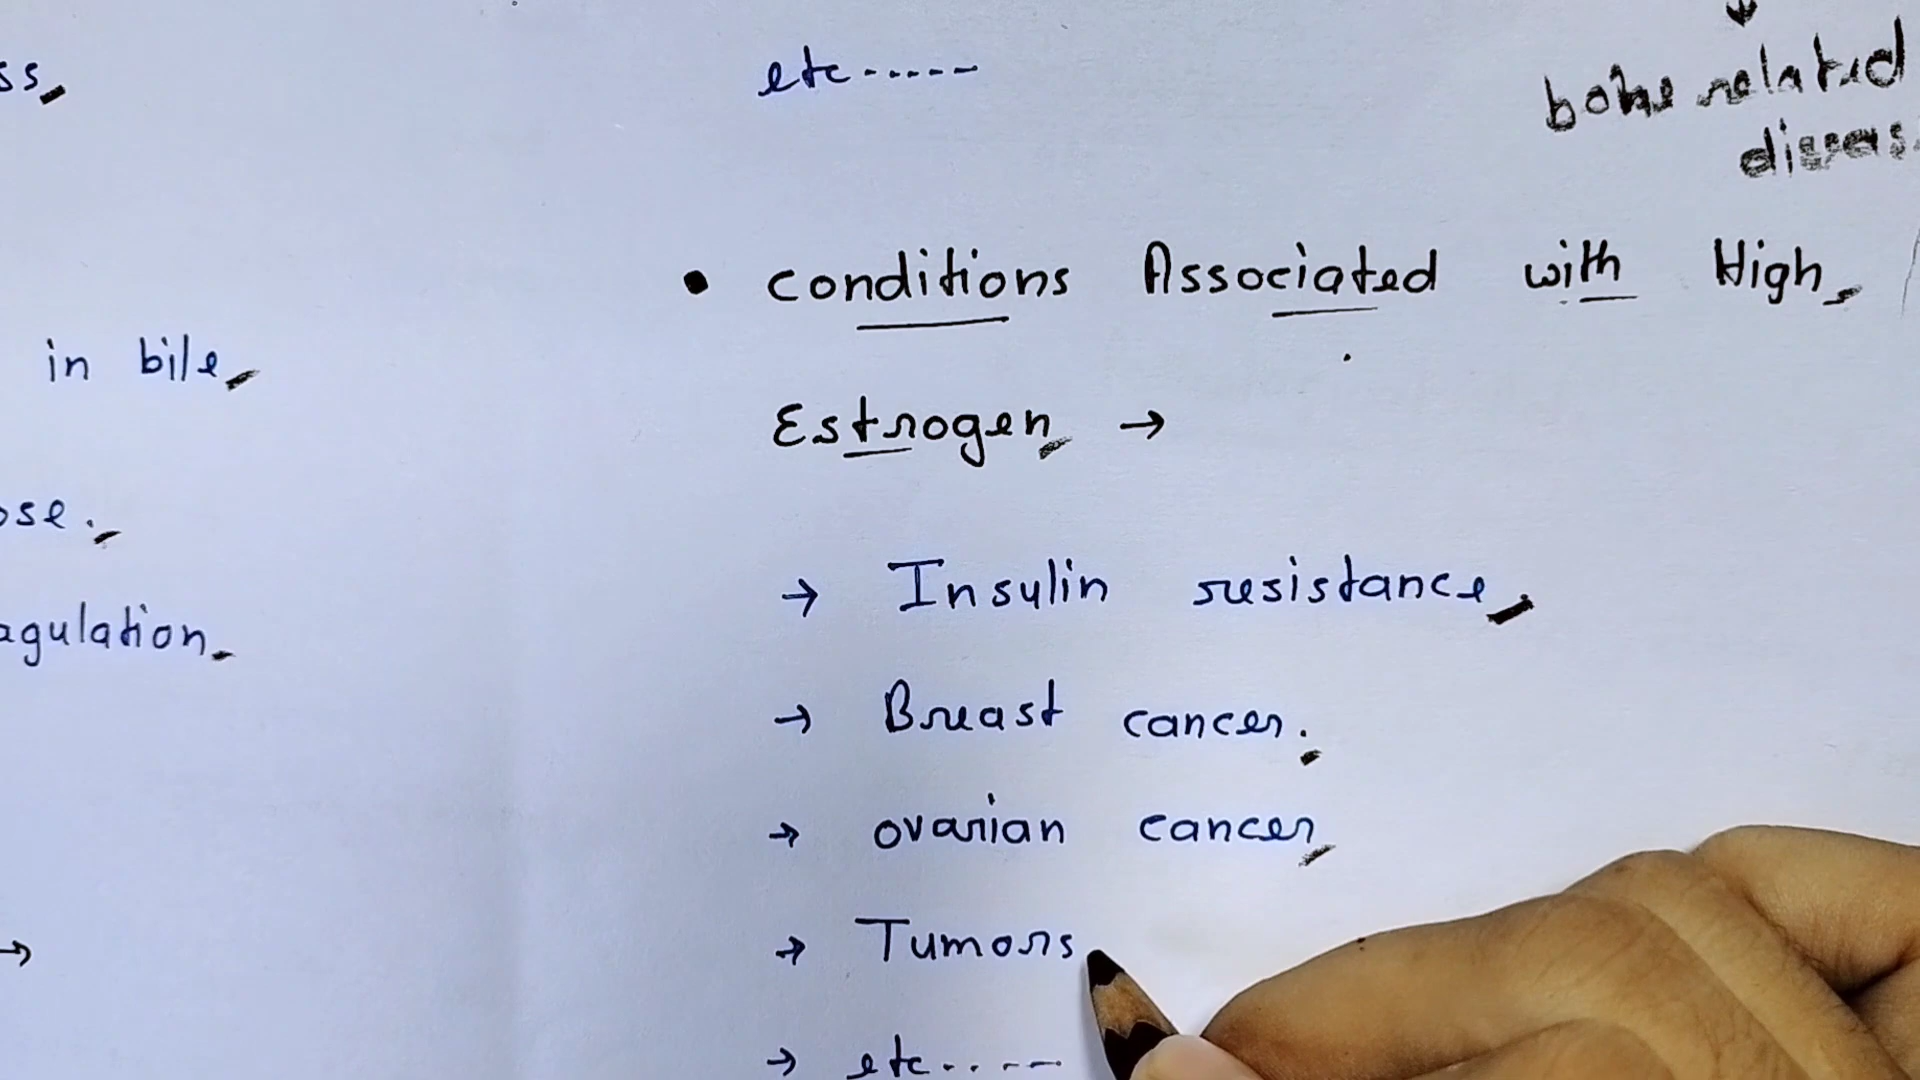 ss
in bile
ose.
agulation
etc.....
bone related
diseas
• conditions Associated with High
Estrogen →
→ Insulin resistance
→ Breast cancer.
→ ovarian cancer
→ Tumors
→ etc.....
→